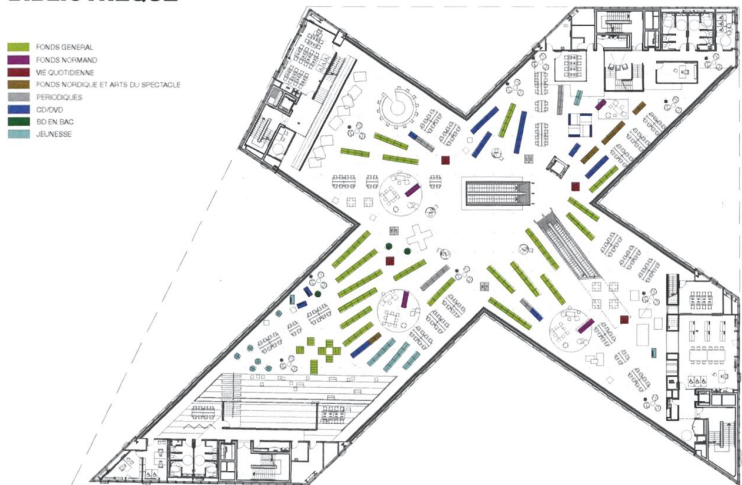 BIBLIOTHÈQUE
FONDS GENERAL
FONDS NORMAND
VIE QUOTIDIENNE
FONDS NORDIQUE ET ARTS DU SPECTACLE
PERIODIQUES
CD/DVD
BD EN BAC
JEUNESSE